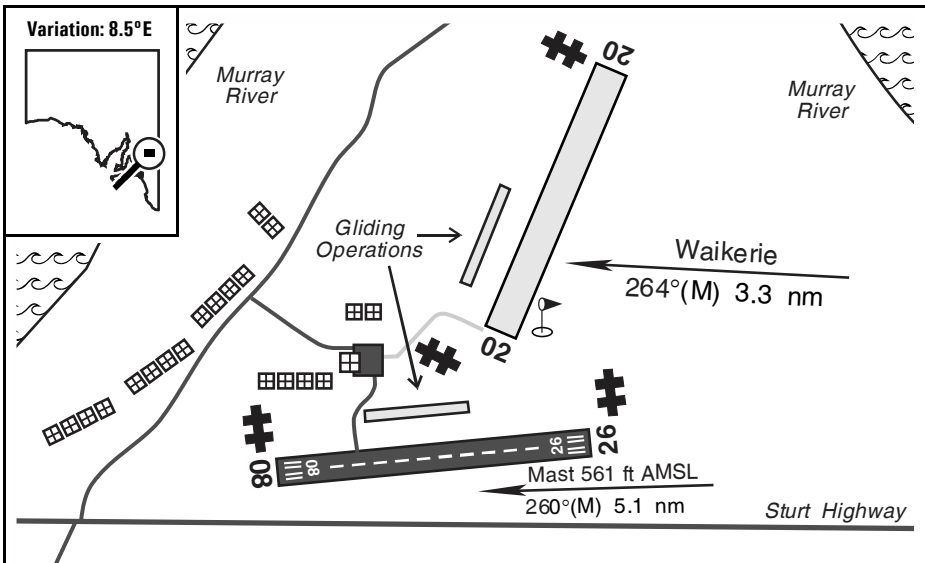 Variation: 8.5°E
Murray
River
20
Murray
River
Gliding
Operations
Waikerie
264°(M) 3.3 nm
02
08
08
26
26
Mast 561 ft AMSL
260°(M) 5.1 nm
Sturt Highway